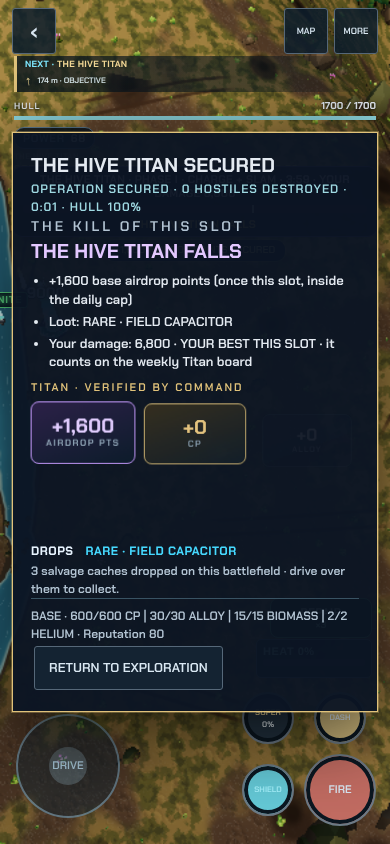 ‹
MAP
MORE
NEXT · THE HIVE TITAN
↑ 174 m · OBJECTIVE
HULL
1700 / 1700
THE HIVE TITAN SECURED
OPERATION SECURED · 0 HOSTILES DESTROYED ·
0:01 · HULL 100%
THE KILL OF THIS SLOT
THE HIVE TITAN FALLS
• +1,600 base airdrop points (once this slot, inside
the daily cap)
• Loot: RARE · FIELD CAPACITOR
• Your damage: 6,800 · YOUR BEST THIS SLOT · it
counts on the weekly Titan board
TITAN · VERIFIED BY COMMAND
+1,600
AIRDROP PTS
+0
CP
+0
DROPS RARE · FIELD CAPACITOR
3 salvage caches dropped on this battlefield · drive over
them to collect.
BASE · 600/600 CP | 30/30 ALLOY | 15/15 BIOMASS | 2/2
HELIUM · Reputation 80
HEAT 0%
RETURN TO EXPLORATION
SUPER
0%
DASH
DRIVE
SHIELD
FIRE